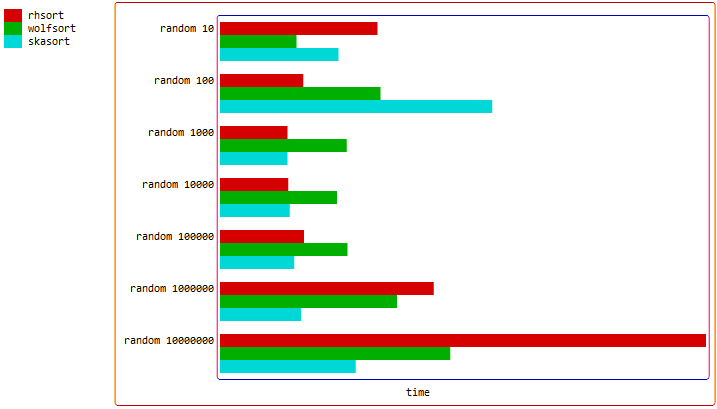 rhsort
wolfsort
skasort
random 10
random 100
random 1000
random 10000
random 100000
random 1000000
random 10000000
time